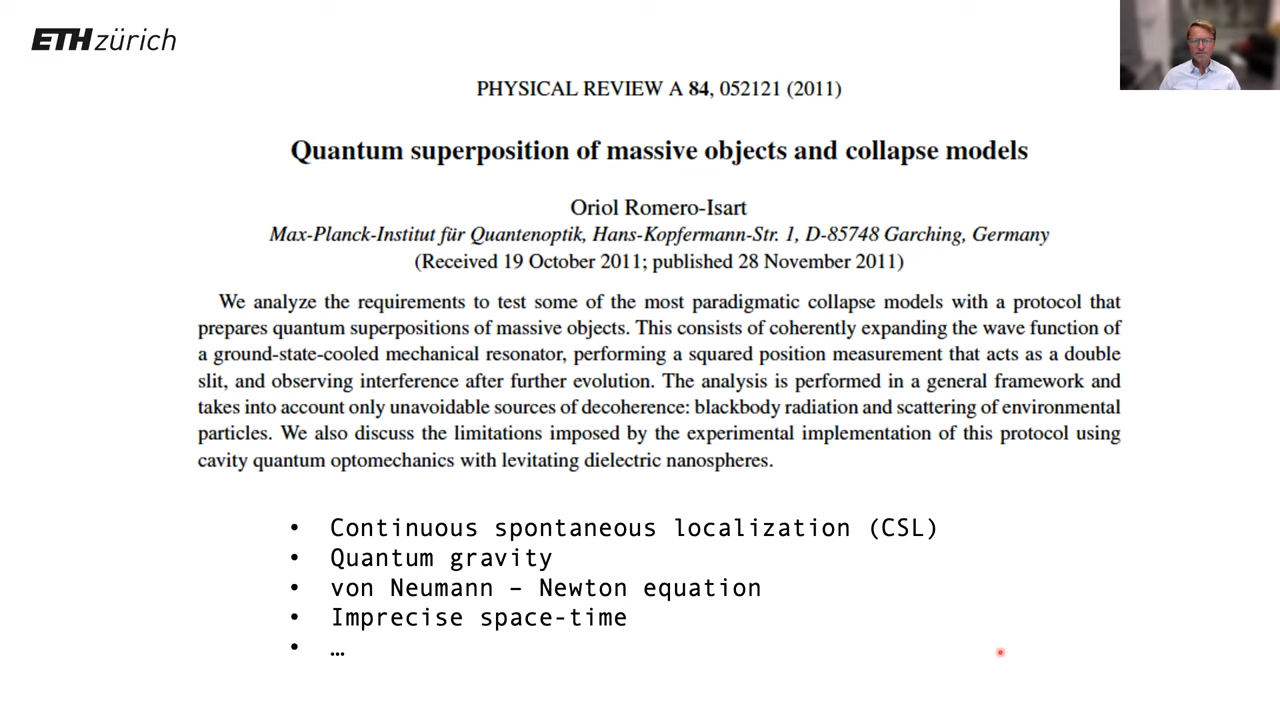 ETH zürich
PHYSICAL REVIEW A 84, 052121 (2011)
Quantum superposition of massive objects and collapse models
Oriol Romero-Isart
Max-Planck-Institut für Quantenoptik, Hans-Kopfermann-Str. 1, D-85748 Garching, Germany
(Received 19 October 2011; published 28 November 2011)
We analyze the requirements to test some of the most paradigmatic collapse models with a protocol that
prepares quantum superpositions of massive objects. This consists of coherently expanding the wave function of
a ground-state-cooled mechanical resonator, performing a squared position measurement that acts as a double
slit, and observing interference after further evolution. The analysis is performed in a general framework and
takes into account only unavoidable sources of decoherence: blackbody radiation and scattering of environmental
particles. We also discuss the limitations imposed by the experimental implementation of this protocol using
cavity quantum optomechanics with levitating dielectric nanospheres.
• Continuous spontaneous localization (CSL)
• Quantum gravity
• von Neumann – Newton equation
• Imprecise space-time
• …